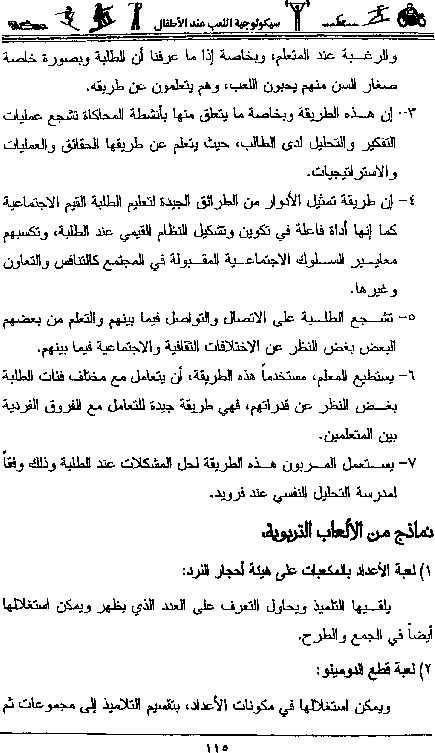 سيكولوجية اللعب عند الأطفال
والرغبة عند المتعلم، وبخاصة إذا ما عرفنا أن للطلبة وبصورة خاصة
صغار السن منهم يحبون اللعب، وهم يتعلمون عن طريقه.
٣- إن هذه الطريقة وبخاصة ما يتعلق منها بأنشطة المحاكاة تشجع عمليات
التفكير والتحليل لدى الطالب، حيث يتعلم عن طريقها الحقائق والعمليات
والاستراتيجيات.
٤- إن طريقة تمثيل الأدوار من الطرائق الجيدة لتعليم الطلبة القيم الاجتماعية
كما إنها أداة فاعلة في تكوين وتشكيل النظام القيمي عند الطلبة، وتكسبهم
معايير السلوك الاجتماعية المقبولة في المجتمع كالتنافس والتعاون
وغيرها.
٥- تشجع الطلبة على الاتصال والتواصل فيما بينهم والتعلم من بعضهم
البعض بغض النظر عن الاختلافات الثقافية والاجتماعية فيما بينهم.
٦- يستطيع المعلم، مستخدماً هذه الطريقة، أن يتعامل مع مختلف فئات الطلبة
بغض النظر عن قدراتهم، فهي طريقة جيدة للتعامل مع الفروق الفردية
بين المتعلمين.
٧- يستعمل المربون هذه الطريقة لحل المشكلات عند الطلبة وذلك وفقاً
لمدرسة التحليل النفسي عند فرويد.
نماذج من الألعاب التربوية:
١) لعبة الأعداد بالمكعبات على هيئة أحجار النرد:
يلقيها التلميذ ويحاول التعرف على العدد الذي يظهر ويمكن استغلالها
أيضاً في الجمع والطرح.
٢) لعبة قطع الدومينو:
ويمكن استغلالها في مكونات الأعداد، بتقسيم التلاميذ إلى مجموعات ثم
١١٥